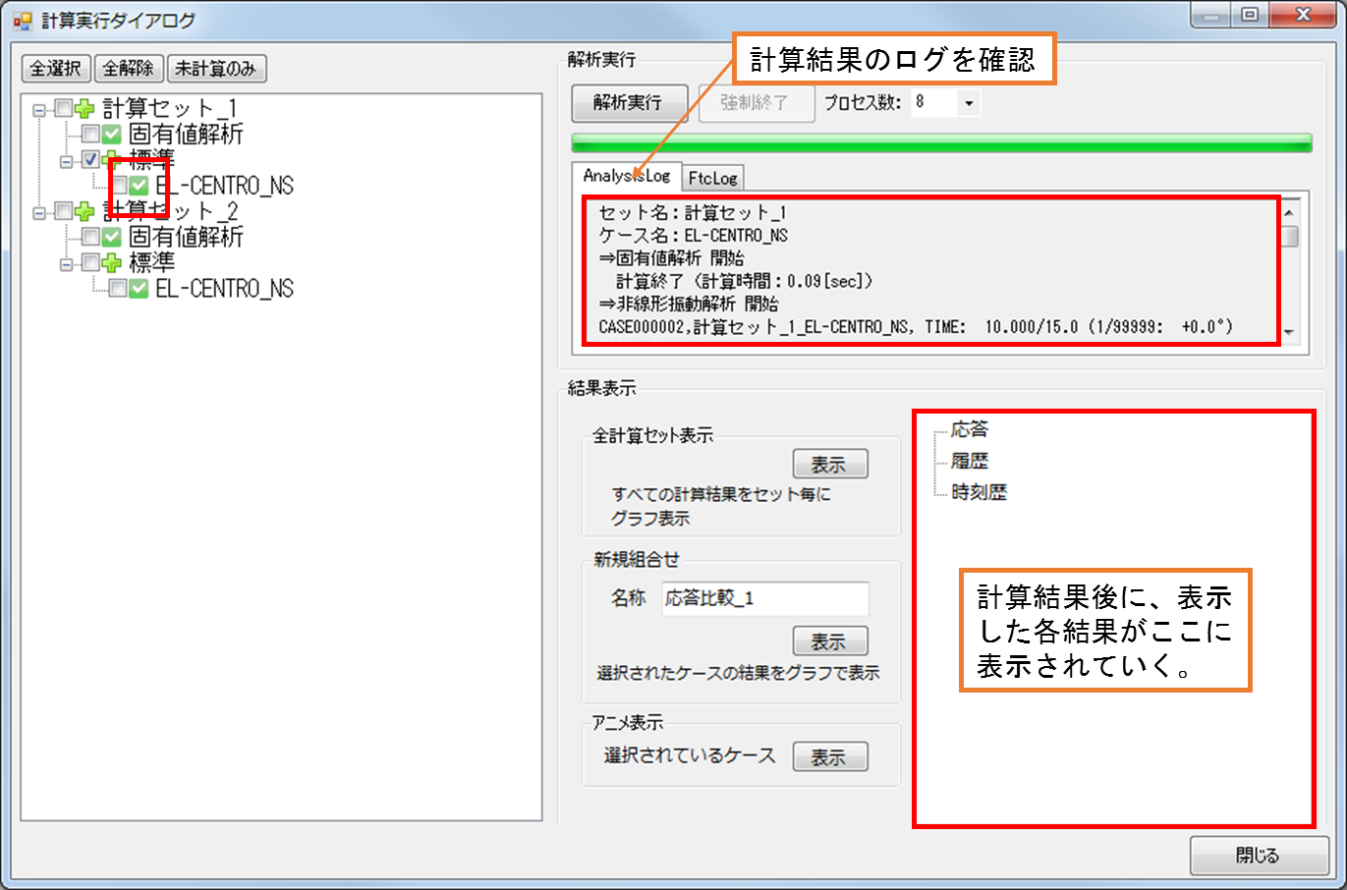 計算実行ダイアログ
全選択 全解除 未計算のみ
計算セット_1
固有値解析
標準
EL-CENTRO_NS
計算セット_2
固有値解析
標準
EL-CENTRO_NS
計算結果のログを確認
解析実行
解析実行 強制終了 プロセス数: 8
AnalysisLog FtcLog
セット名:計算セット_1
ケース名:EL-CENTRO_NS
⇒固有値解析 開始
計算終了(計算時間:0.09[sec])
⇒非線形振動解析 開始
CASE000002,計算セット_1_EL-CENTRO_NS, TIME: 10.000/15.0 (1/99999: +0.0°)
結果表示
全計算セット表示
表示
すべての計算結果をセット毎に
グラフ表示
新規組合せ
名称 応答比較_1
表示
選択されたケースの結果をグラフで表示
アニメ表示
選択されているケース 表示
応答
履歴
時刻歴
計算結果後に、表示
した各結果がここに
表示されていく。
閉じる